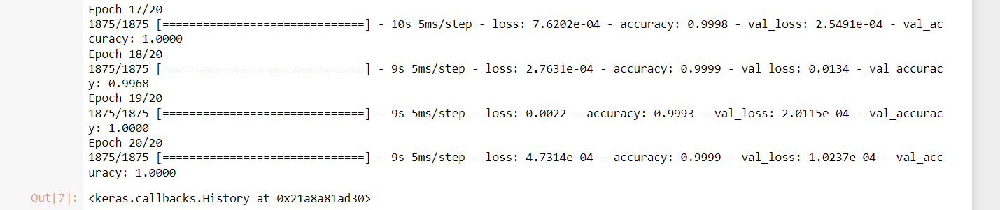 Epoch 17/20
1875/1875 [==============================] - 10s 5ms/step - loss: 7.6202e-04 - accuracy: 0.9998 - val_loss: 2.5491e-04 - val_ac
curacy: 1.0000
Epoch 18/20
1875/1875 [==============================] - 9s 5ms/step - loss: 2.7631e-04 - accuracy: 0.9999 - val_loss: 0.0134 - val_accurac
y: 0.9968
Epoch 19/20
1875/1875 [==============================] - 9s 5ms/step - loss: 0.0022 - accuracy: 0.9993 - val_loss: 2.0115e-04 - val_accurac
y: 1.0000
Epoch 20/20
1875/1875 [==============================] - 9s 5ms/step - loss: 4.7314e-04 - accuracy: 0.9999 - val_loss: 1.0237e-04 - val_acc
uracy: 1.0000
Out[7]: <keras.callbacks.History at 0x21a8a81ad30>